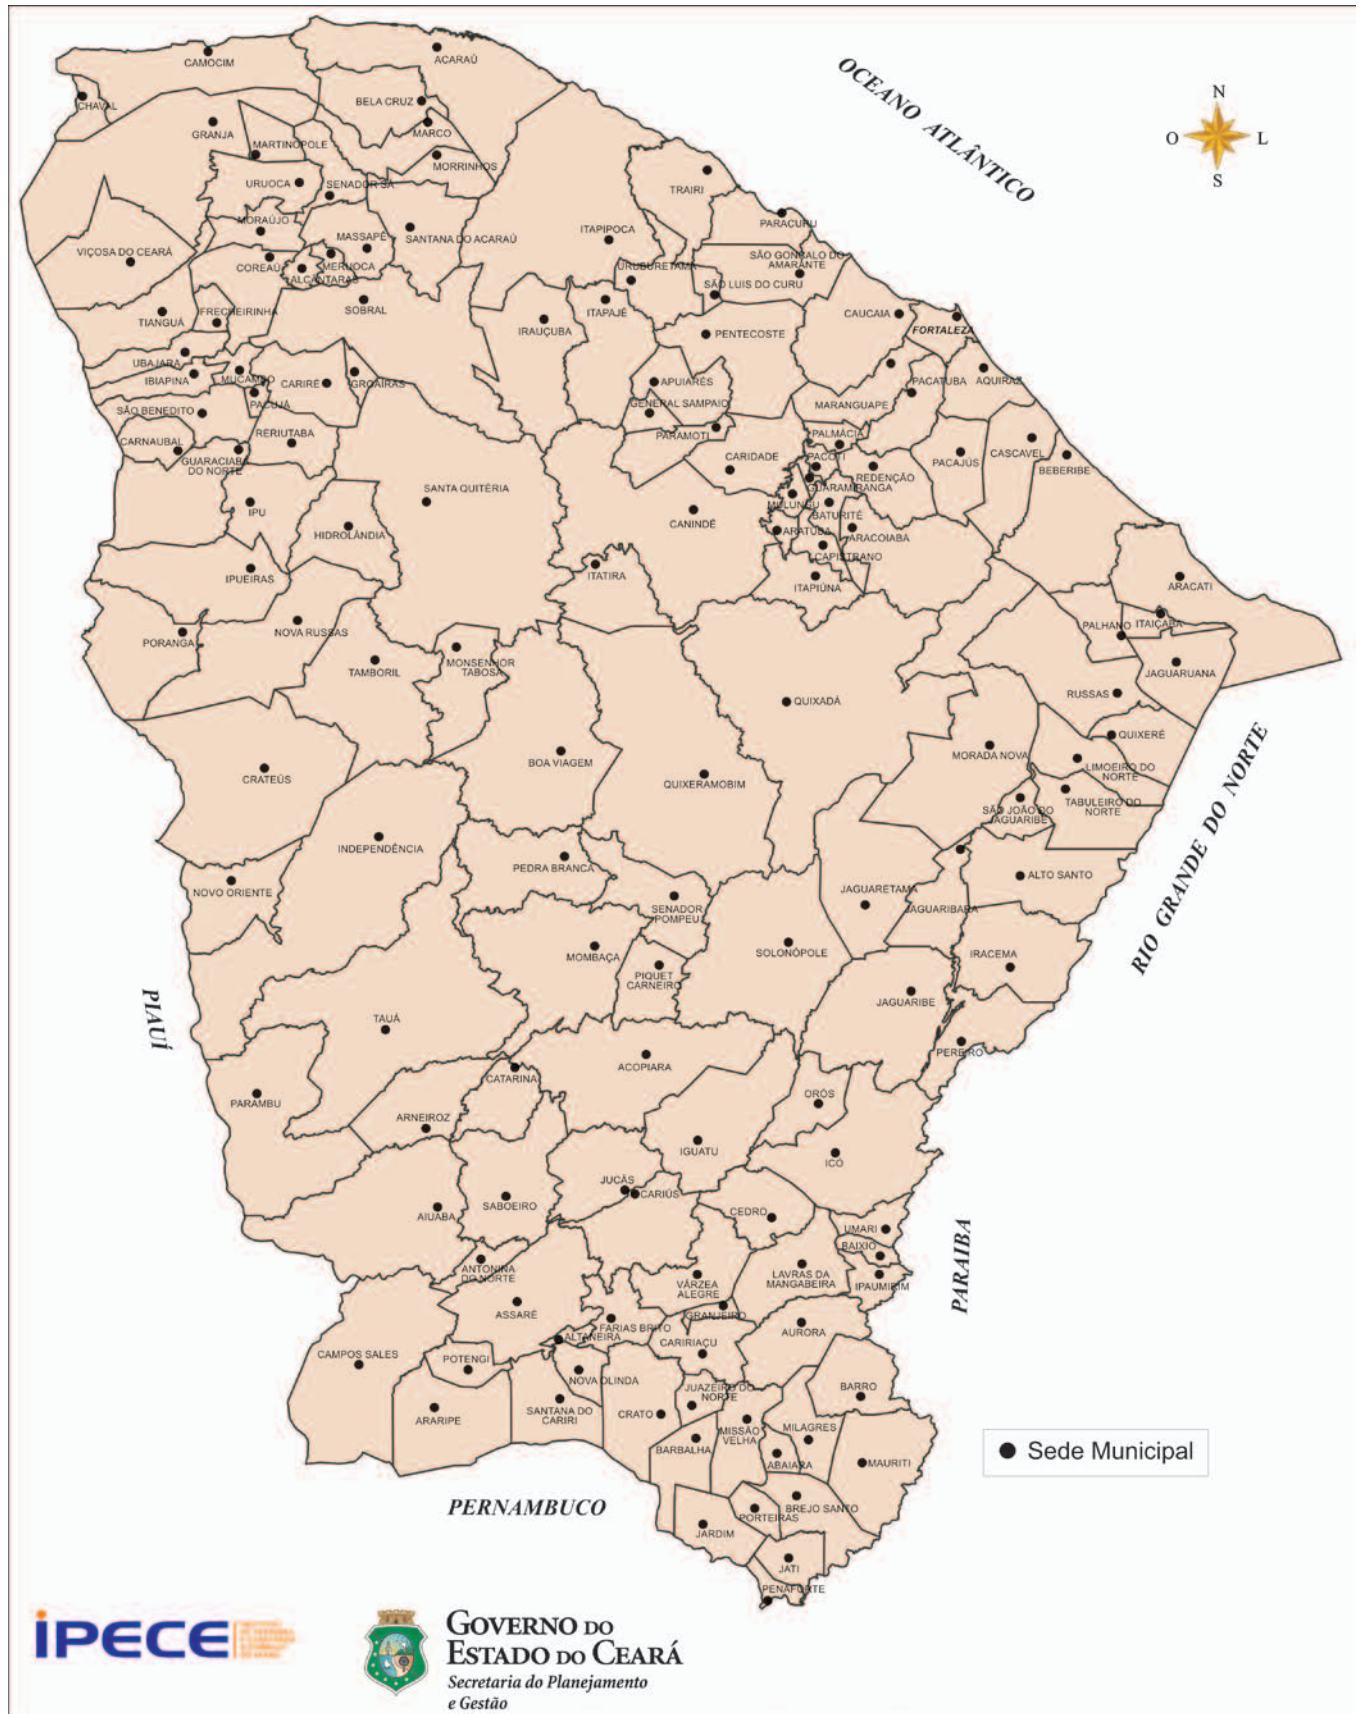 OCEANO ATLÂNTICO
N
O
L
S
CAMOCIM
ACARAÚ
CHAVAL
BELA CRUZ
GRANJA
MARCO
MARTINÓPOLE
MORRINHOS
URUOCA
SENADOR SÁ
TRAIRI
PARACURU
MORAÚJO
MASSAPÊ
SANTANA DO ACARAÚ
ITAPIPOCA
VIÇOSA DO CEARÁ
COREAÚ
MERUOCA
ALCÂNTARAS
URUBURETAMA
SÃO GONÇALO DO
AMARANTE
SÃO LUIS DO CURU
TIANGUÁ
FRECHEIRINHA
SOBRAL
IRAUÇUBA
ITAPAJÉ
CAUCAIA
FORTALEZA
PENTECOSTE
UBAJARA
IBIAPINA
MUCAMBO
CARIRÉ
GROAÍRAS
APUIARÉS
PACATUBA
AQUIRAZ
PACUJÁ
GENERAL SAMPAIO
MARANGUAPE
SÃO BENEDITO
CARNAUBAL
RERIUTABA
PARAMOTI
PALMÁCIA
GUARACIABA
DO NORTE
CARIDADE
PACOTI
REDENÇÃO
PACAJÚS
CASCAVEL
BEBERIBE
SANTA QUITÉRIA
GUARAMIRANGA
MULUNGU
IPU
CANINDÉ
BATURITÉ
HIDROLÂNDIA
ARATUBA
ARACOIABA
CAPISTRANO
IPUEIRAS
ITATIRA
ITAPIÚNA
ARACATI
PORANGA
NOVA RUSSAS
PALHANO
ITAIÇABA
TAMBORIL
MONSENHOR
TABOSA
JAGUARUANA
QUIXADÁ
RUSSAS
QUIXERÉ
CRATEÚS
BOA VIAGEM
QUIXERAMOBIM
MORADA NOVA
LIMOEIRO DO
NORTE
SÃO JOÃO DO
JAGUARIBE
TABULEIRO DO
NORTE
INDEPENDÊNCIA
PEDRA BRANCA
NOVO ORIENTE
SENADOR
POMPEU
JAGUARETAMA
JAGUARIBARA
ALTO SANTO
RIO GRANDE DO NORTE
MOMBAÇA
SOLONÓPOLE
IRACEMA
PIQUET
CARNEIRO
JAGUARIBE
PIAUÍ
TAUÁ
PEREIRO
ACOPIARA
CATARINA
PARAMBU
ORÓS
ARNEIROZ
IGUATU
ICÓ
JUCÁS
CARIÚS
AIUABA
SABOEIRO
CEDRO
UMARI
BAIXIO
PARAIBA
ANTONINA
DO NORTE
VÁRZEA
ALEGRE
LAVRAS DA
MANGABEIRA
IPAUMIRIM
ASSARÉ
GRANJEIRO
FARIAS BRITO
AURORA
ALTANEIRA
CARIRIAÇU
CAMPOS SALES
POTENGI
NOVA OLINDA
JUAZEIRO DO
NORTE
BARRO
ARARIPE
SANTANA DO
CARIRI
CRATO
MISSÃO
VELHA
MILAGRES
BARBALHA
ABAIARA
MAURITI
Sede Municipal
PERNAMBUCO
BREJO SANTO
PORTEIRAS
JARDIM
JATI
PENAFORTE
IPECE
GOVERNO DO
ESTADO DO CEARÁ
Secretaria do Planejamento
e Gestão